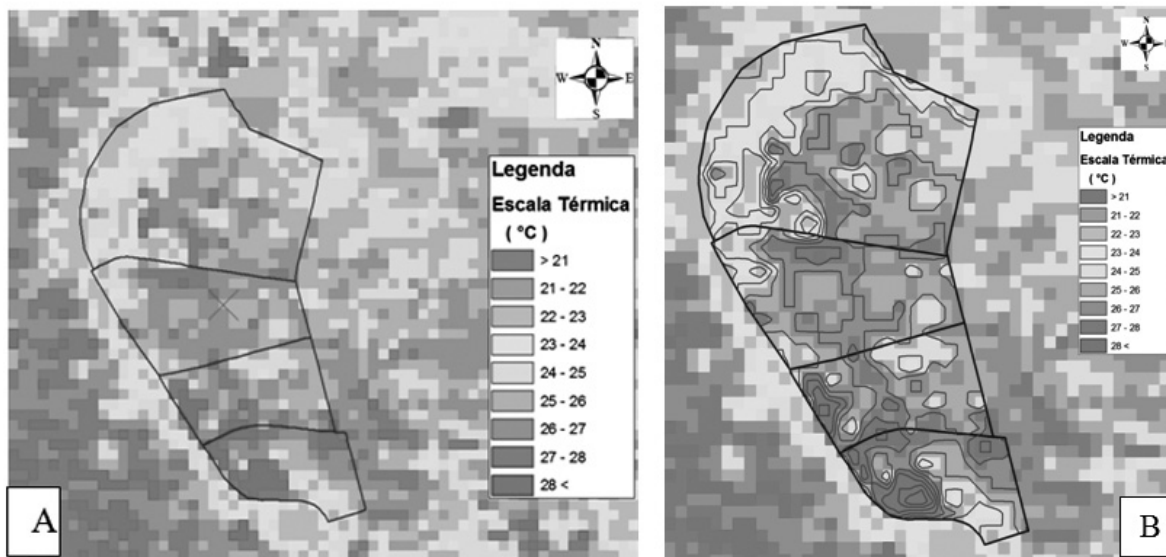 N
W E
S
Legenda
Escala Térmica
( °C )
> 21
21 - 22
22 - 23
23 - 24
24 - 25
25 - 26
26 - 27
27 - 28
28 <
A
N
W E
S
Legenda
Escala Térmica
( °C )
> 21
21 - 22
22 - 23
23 - 24
24 - 25
25 - 26
26 - 27
27 - 28
28 <
B